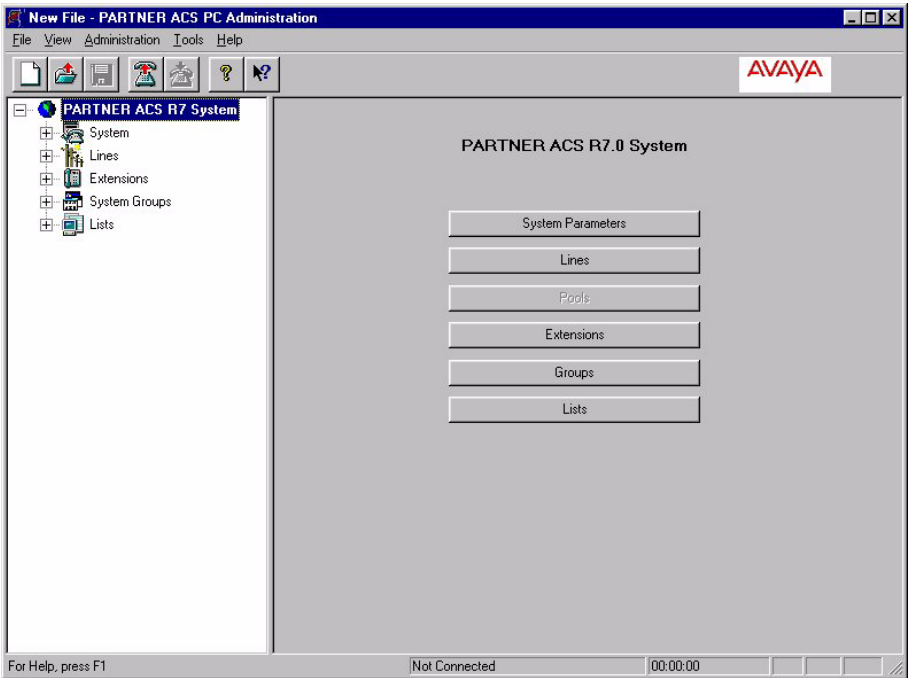 New File - PARTNER ACS PC Administration
File View Administration Tools Help
AVAYA
PARTNER ACS R7 System
System
Lines
Extensions
System Groups
Lists
PARTNER ACS R7.0 System
System Parameters
Lines
Pools
Extensions
Groups
Lists
For Help, press F1
Not Connected
00:00:00